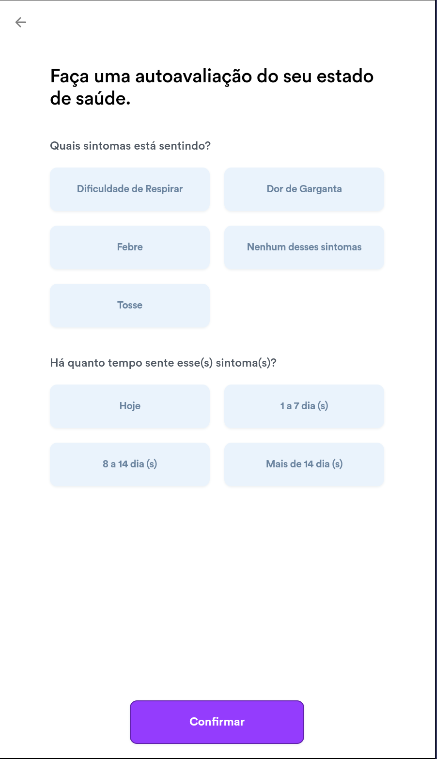 Faça uma autoavaliação do seu estado
de saúde.
Quais sintomas está sentindo?
Dificuldade de Respirar
Dor de Garganta
Febre
Nenhum desses sintomas
Tosse
Há quanto tempo sente esse(s) sintoma(s)?
Hoje
1 a 7 dia (s)
8 a 14 dia (s)
Mais de 14 dia (s)
Confirmar